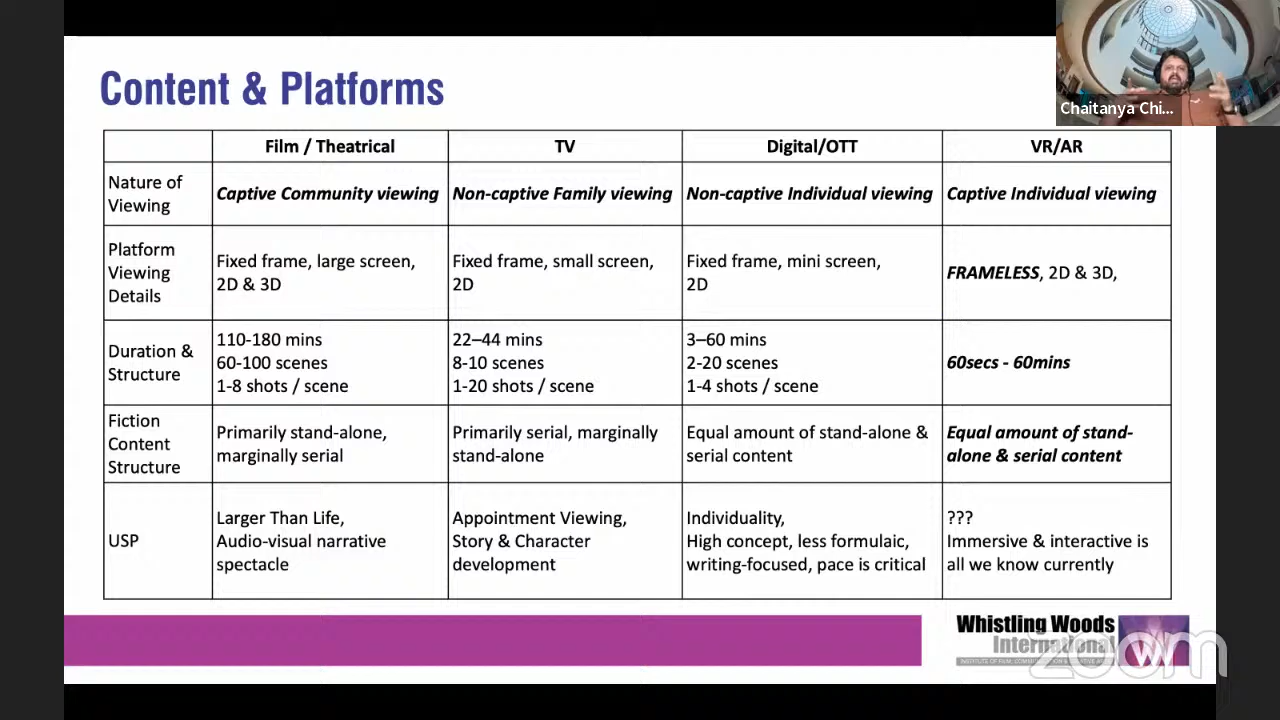 Chaitanya Chi...
Content & Platforms
Film / Theatrical
TV
Digital/OTT
VR/AR
Nature of
Viewing
Captive Community viewing
Non-captive Family viewing
Non-captive Individual viewing
Captive Individual viewing
Platform
Viewing
Details
Fixed frame, large screen,
2D & 3D
Fixed frame, small screen,
2D
Fixed frame, mini screen,
2D
FRAMELESS, 2D & 3D,
Duration &
Structure
110-180 mins
60-100 scenes
1-8 shots / scene
22–44 mins
8-10 scenes
1-20 shots / scene
3–60 mins
2-20 scenes
1-4 shots / scene
60secs - 60mins
Fiction
Content
Structure
Primarily stand-alone,
marginally serial
Primarily serial, marginally
stand-alone
Equal amount of stand-alone &
serial content
Equal amount of stand-
alone & serial content
USP
Larger Than Life,
Audio-visual narrative
spectacle
Appointment Viewing,
Story & Character
development
Individuality,
High concept, less formulaic,
writing-focused, pace is critical
???
Immersive & interactive is
all we know currently
Whistling Woods
International
zoom